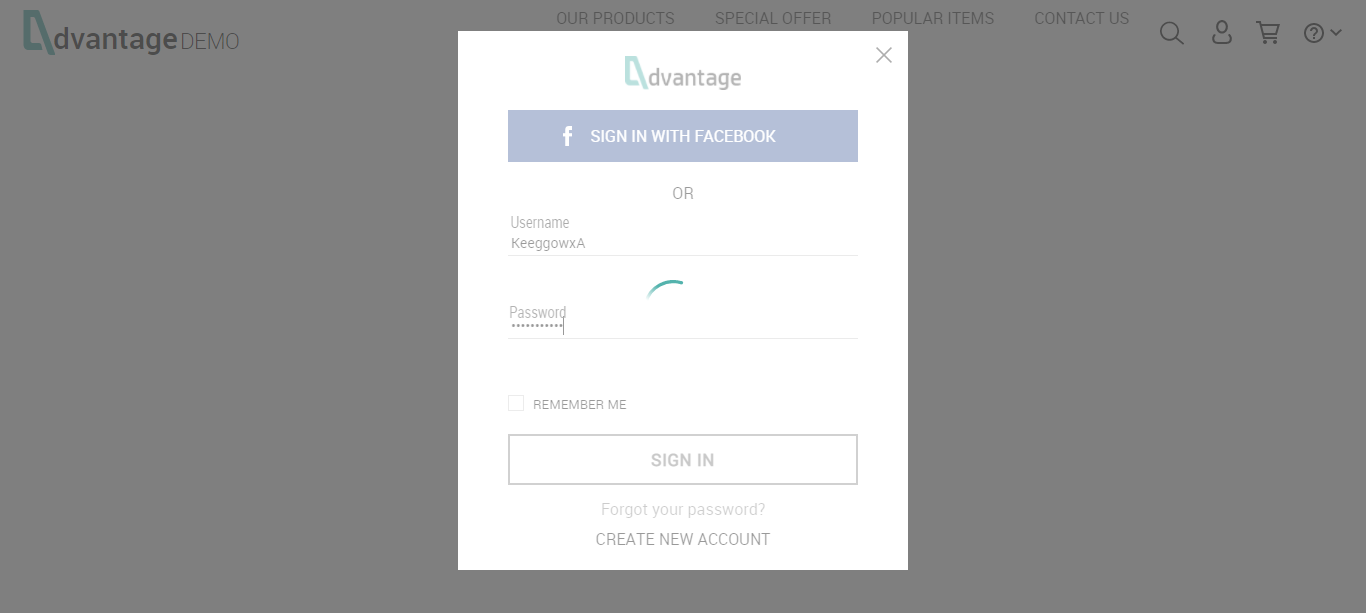 dvantage DEMO
OUR PRODUCTS SPECIAL OFFER POPULAR ITEMS CONTACT US
dvantage
f SIGN IN WITH FACEBOOK
OR
Username
KeeggowxA
Password
•••••••••••
REMEMBER ME
SIGN IN
Forgot your password?
CREATE NEW ACCOUNT